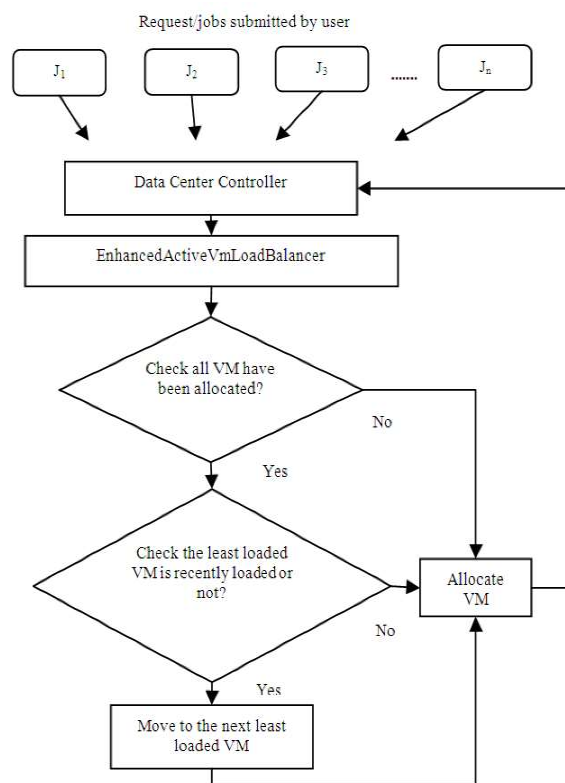 Request/jobs submitted by user
J1
J2
J3
.......
Jn
Data Center Controller
EnhancedActiveVmLoadBalancer
Check all VM have
been allocated?
No
Yes
Check the least loaded
VM is recently loaded or
not?
Allocate
VM
No
Yes
Move to the next least
loaded VM